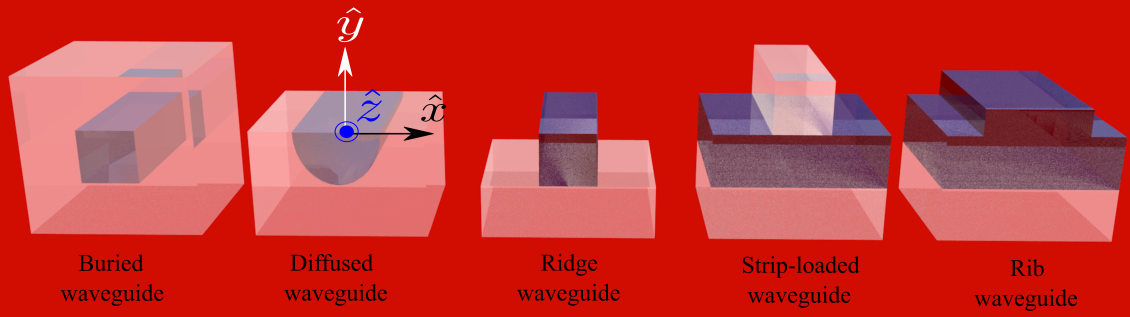 ŷ
ẑ
x̂
Buried
waveguide
Diffused
waveguide
Ridge
waveguide
Strip-loaded
waveguide
Rib
waveguide